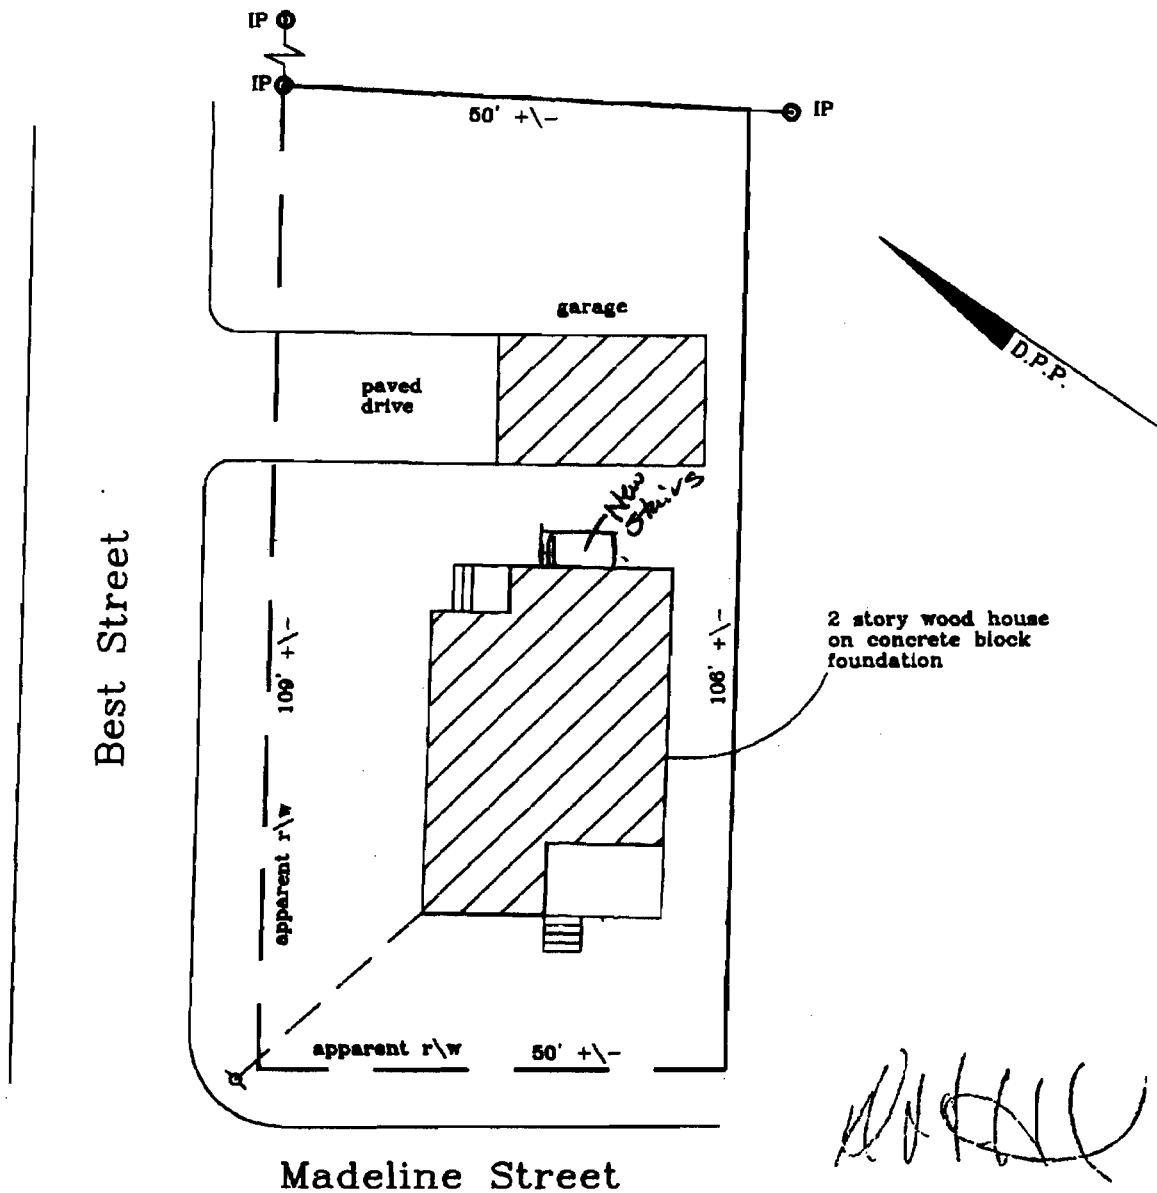 IP
IP
IP
50' +\-
garage
paved
drive
D.P.P.
New
Stairs
Best Street
109' +\-
106' +\-
2 story wood house
on concrete block
foundation
apparent r\w
apparent r\w 50' +\-
Madeline Street